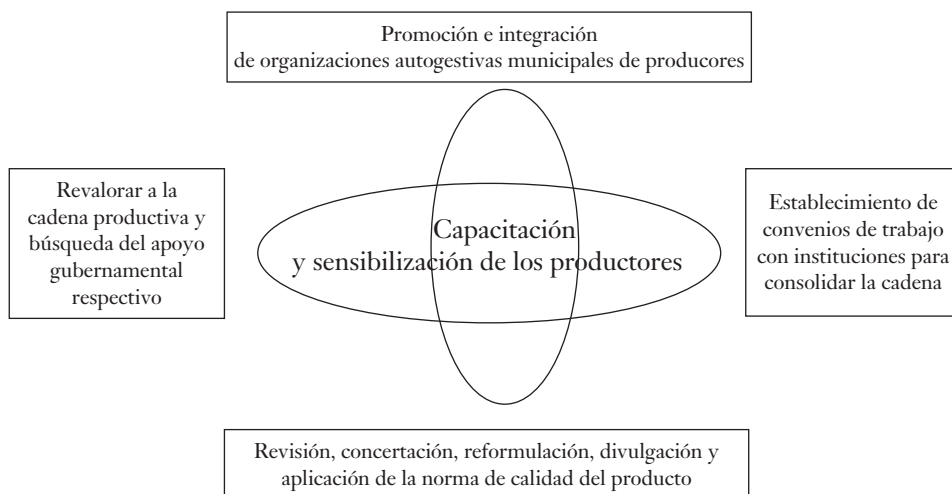 Promoción e integración
de organizaciones autogestivas municipales de producores
Revalorar a la
cadena productiva y
búsqueda del apoyo
gubernamental
respectivo
Capacitación
y sensibilización de los productores
Establecimiento de
convenios de trabajo
con instituciones para
consolidar la cadena
Revisión, concertación, reformulación, divulgación y
aplicación de la norma de calidad del producto